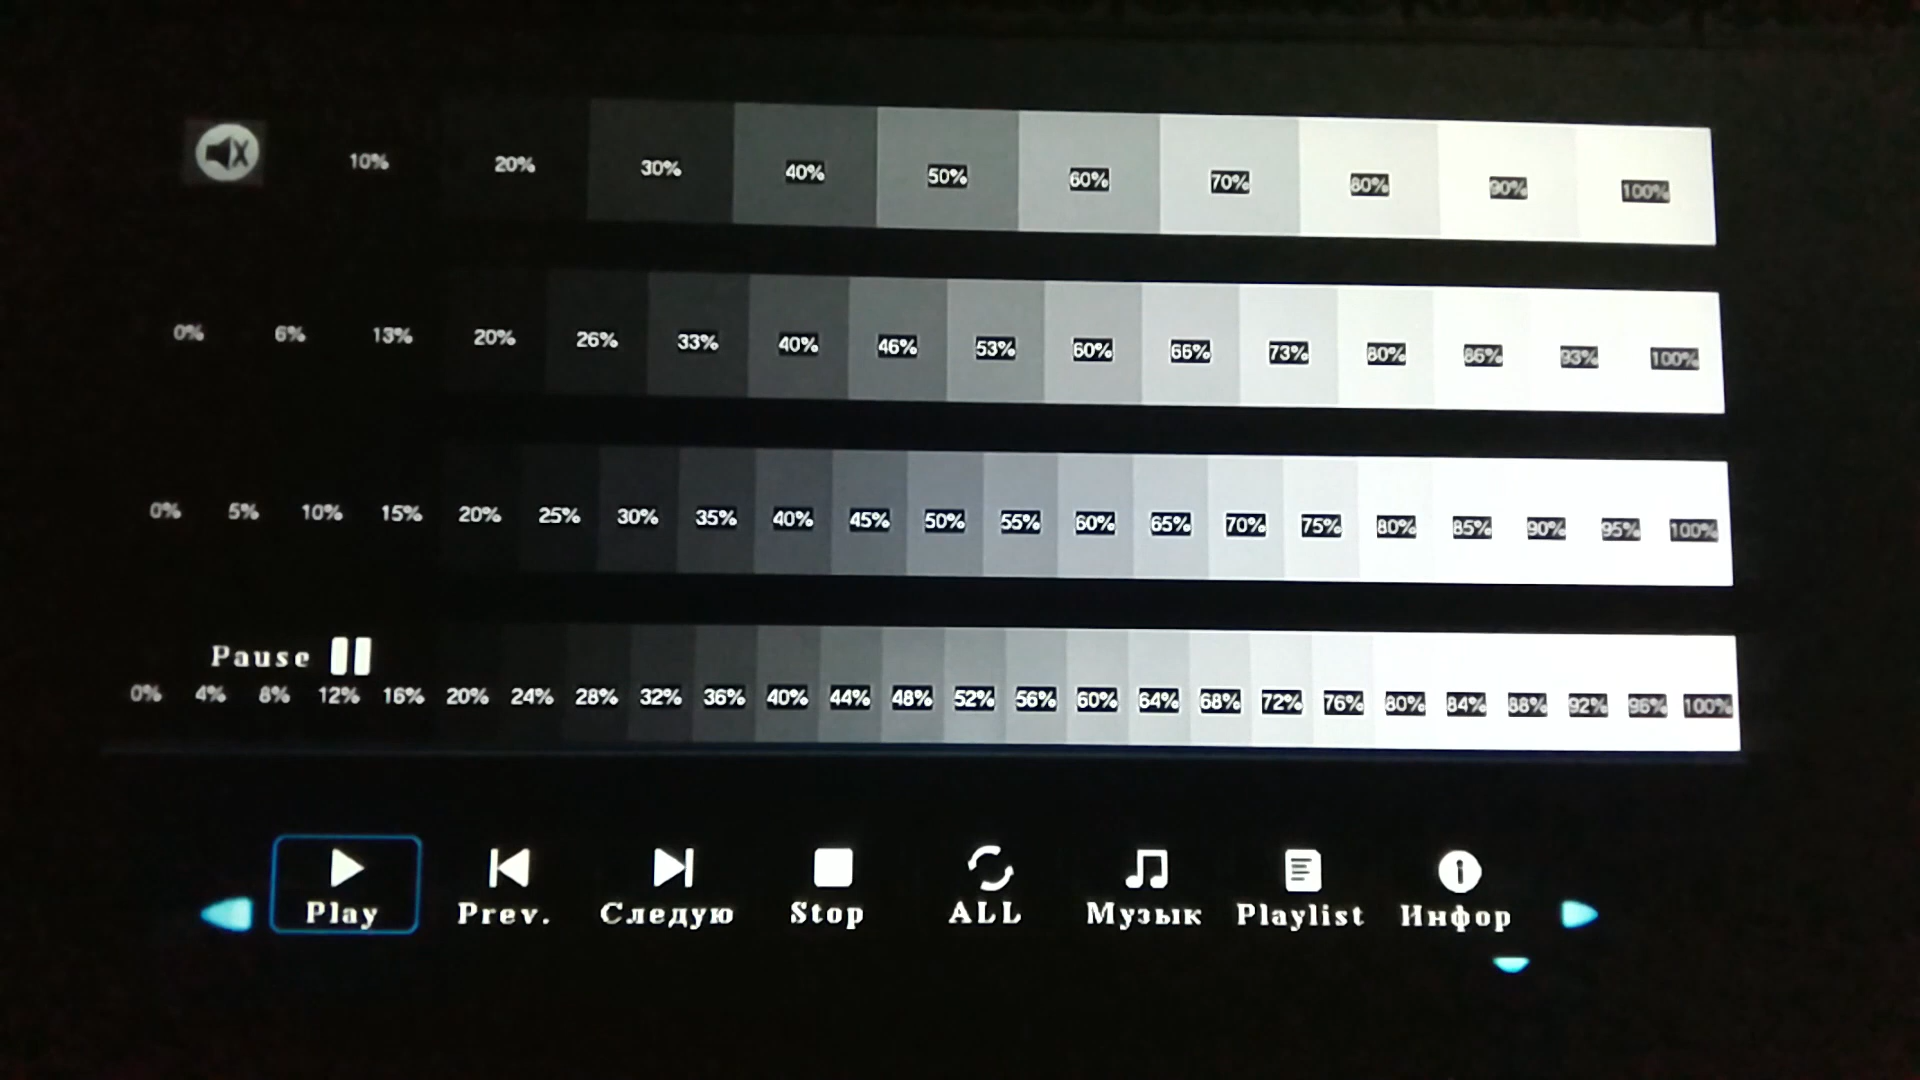 10% 20% 30% 40% 50% 60% 70% 80% 90% 100%
0% 6% 13% 20% 26% 33% 40% 46% 53% 60% 66% 73% 80% 86% 93% 100%
0% 5% 10% 15% 20% 25% 30% 35% 40% 45% 50% 55% 60% 65% 70% 75% 80% 85% 90% 95% 100%
Pause
0% 4% 8% 12% 16% 20% 24% 28% 32% 36% 40% 44% 48% 52% 56% 60% 64% 68% 72% 76% 80% 84% 88% 92% 96% 100%
Play Prev. Следую Stop ALL Музык Playlist Инфор